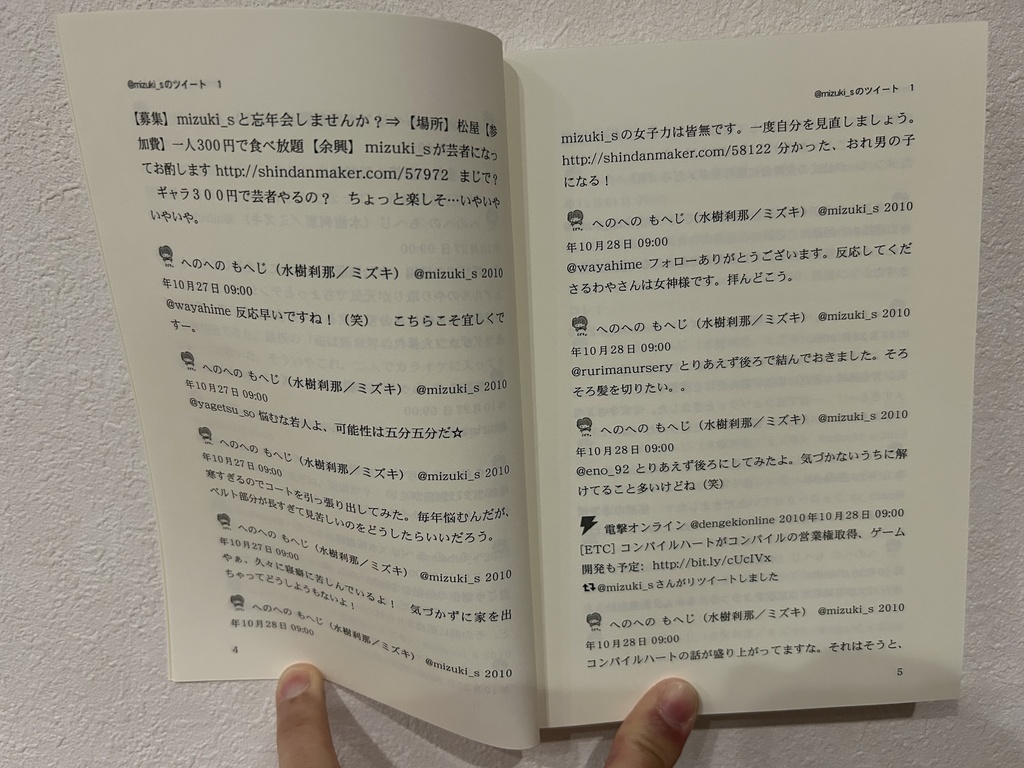 @mizuki_sのツイート 1
【募集】mizuki_sと忘年会しませんか？⇒【場所】松屋【参
加費】一人300円で食べ放題【余興】 mizuki_sが芸者になっ
てお酌します http://shindanmaker.com/57972 まじで？
ギャラ３００円で芸者やるの？ ちょっと楽しそ…いやいや
いやいや。
へのへの もへじ（水樹刹那／ミズキ） @mizuki_s 2010
年10月27日 09:00
@wayahime 反応早いですね！（笑） こちらこそ宜しくで
すー。
へのへの もへじ（水樹刹那／ミズキ） @mizuki_s 2010
年10月27日 09:00
@yagetsu_so 悩むな若人よ、可能性は五分五分だ☆
へのへの もへじ（水樹刹那／ミズキ） @mizuki_s 2010
年10月27日 09:00
寒すぎるのでコートを引っ張り出してみた。毎年悩むんだが、
ベルト部分が長すぎて見苦しいのをどうしたらいいだろう。
へのへの もへじ（水樹刹那／ミズキ） @mizuki_s 2010
年10月27日 09:00
やぁ、久々に寝癖に苦しんでいるよ！ 気づかずに家を出
ちゃってどうしようもないよ！
へのへの もへじ（水樹刹那／ミズキ） @mizuki_s 2010
年10月28日 09:00
4
@mizuki_sのツイート 1
mizuki_sの女子力は皆無です。一度自分を見直しましょう。
http://shindanmaker.com/58122 分かった、おれ男の子
になる！
へのへの もへじ（水樹刹那／ミズキ） @mizuki_s 2010
年10月28日 09:00
@wayahime フォローありがとうございます。反応してくだ
さるわやさんは女神様です。拝んどこう。
へのへの もへじ（水樹刹那／ミズキ） @mizuki_s 2010
年10月28日 09:00
@rurimanursery とりあえず後ろで結んでおきました。そろ
そろ髪を切りたい。。
へのへの もへじ（水樹刹那／ミズキ） @mizuki_s 2010
年10月28日 09:00
@eno_92 とりあえず後ろにしてみたよ。気づかないうちに解
けてること多いけどね（笑）
電撃オンライン @dengekionline 2010年10月28日 09:00
[ETC] コンパイルハートがコンパイルの営業権取得、ゲーム
開発も予定: http://bit.ly/cUcIVx
@mizuki_sさんがリツイートしました
へのへの もへじ（水樹刹那／ミズキ） @mizuki_s 2010
年10月28日 09:00
コンパイルハートの話が盛り上がってますな。それはそうと、
5